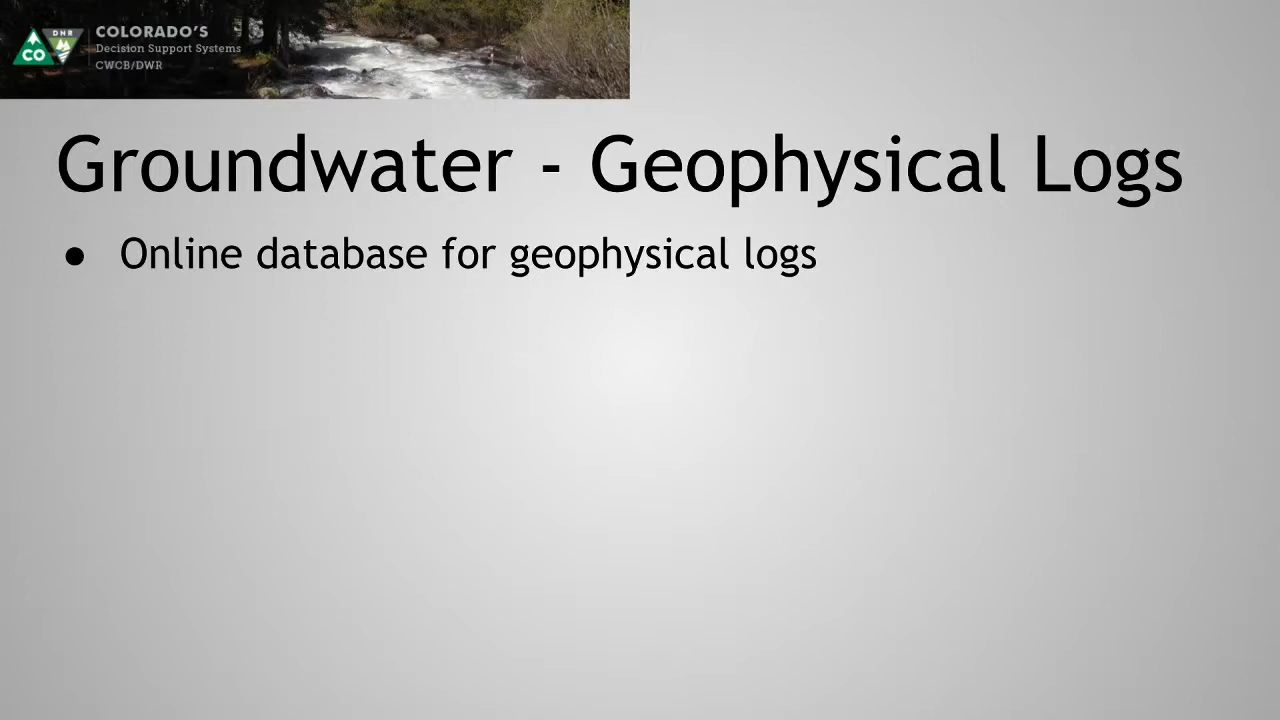 CO
DNR
COLORADO'S
Decision Support Systems
CWCB/DWR
Groundwater - Geophysical Logs
● Online database for geophysical logs